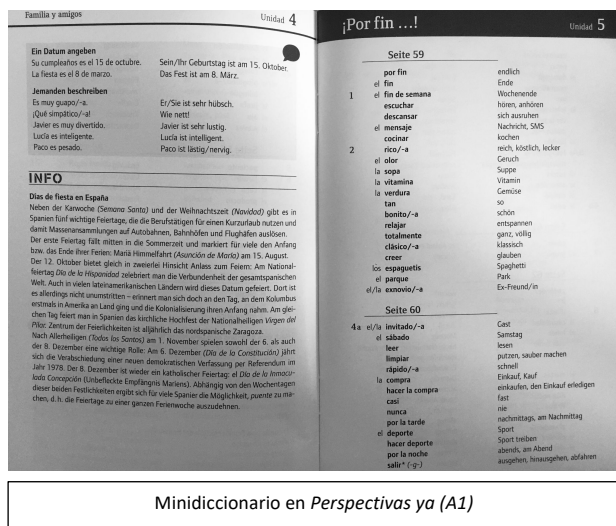 Familia y amigos
Unidad 4
Ein Datum angeben
Su cumpleaños es el 15 de octubre. Sein/Ihr Geburtstag ist am 15. Oktober.
La fiesta es el 8 de marzo. Das Fest ist am 8. März.
Jemanden beschreiben
Es muy guapo/-a. Er/Sie ist sehr hübsch.
¡Qué simpático/-a! Wie nett!
Javier es muy divertido. Javier ist sehr lustig.
Lucía es inteligente. Lucía ist intelligent.
Paco es pesado. Paco ist lästig/nervig.
INFO
Días de fiesta en España
Neben der Karwoche (Semana Santa) und der Weihnachtszeit (Navidad) gibt es in
Spanien fünf wichtige Feiertage, die die Berufstätigen für einen Kurzurlaub nutzen und
damit Massenansammlungen auf Autobahnen, Bahnhöfen und Flughäfen auslösen.
Der erste Feiertag fällt mitten in die Sommerzeit und markiert für viele den Anfang
bzw. das Ende ihrer Ferien: Mariä Himmelfahrt (Asunción de María) am 15. August.
Der 12. Oktober bietet gleich in zweierlei Hinsicht Anlass zum Feiern: Am National-
feiertag Día de la Hispanidad zelebriert man die Verbundenheit der gesamtspanischen
Welt. Auch in vielen lateinamerikanischen Ländern wird dieses Datum gefeiert. Dort ist
es allerdings nicht unumstritten – erinnert man sich doch an den Tag, an dem Kolumbus
erstmals in Amerika an Land ging und die Kolonialisierung ihren Anfang nahm. Am glei-
chen Tag feiert man in Spanien das kirchliche Hochfest der Nationalheiligen Virgen del
Pilar. Zentrum der Feierlichkeiten ist alljährlich das nordspanische Zaragoza.
Nach Allerheiligen (Todos los Santos) am 1. November spielen sowohl der 6. als auch
der 8. Dezember eine wichtige Rolle: Am 6. Dezember (Día de la Constitución) jährt
sich die Verabschiedung einer neuen demokratischen Verfassung per Referendum im
Jahr 1978. Der 8. Dezember ist wieder ein katholischer Feiertag: el Día de la Inmacu-
lada Concepción (Unbefleckte Empfängnis Mariens). Abhängig von den Wochentagen
dieser beiden Festlichkeiten ergibt sich für viele Spanier die Möglichkeit, puente zu ma-
chen, d. h. die Feiertage zu einer ganzen Ferienwoche auszudehnen.
¡Por fin ...!
Unidad 5
Seite 59
por fin endlich
el fin Ende
1 el fin de semana Wochenende
escuchar hören, anhören
descansar sich ausruhen
el mensaje Nachricht, SMS
cocinar kochen
2 rico/-a reich, köstlich, lecker
el olor Geruch
la sopa Suppe
la vitamina Vitamin
la verdura Gemüse
tan so
bonito/-a schön
relajar entspannen
totalmente ganz, völlig
clásico/-a klassisch
creer glauben
los espaguetis Spaghetti
el parque Park
el/la exnovio/-a Ex-Freund/in
Seite 60
4a el/la invitado/-a Gast
el sábado Samstag
leer lesen
limpiar putzen, sauber machen
rápido/-a schnell
la compra Einkauf, Kauf
hacer la compra einkaufen, den Einkauf erledigen
casi fast
nunca nie
por la tarde nachmittags, am Nachmittag
el deporte Sport
hacer deporte Sport treiben
por la noche abends, am Abend
salir* (-g-) ausgehen, hinausgehen, abfahren
Minidiccionario en Perspectivas ya (A1)